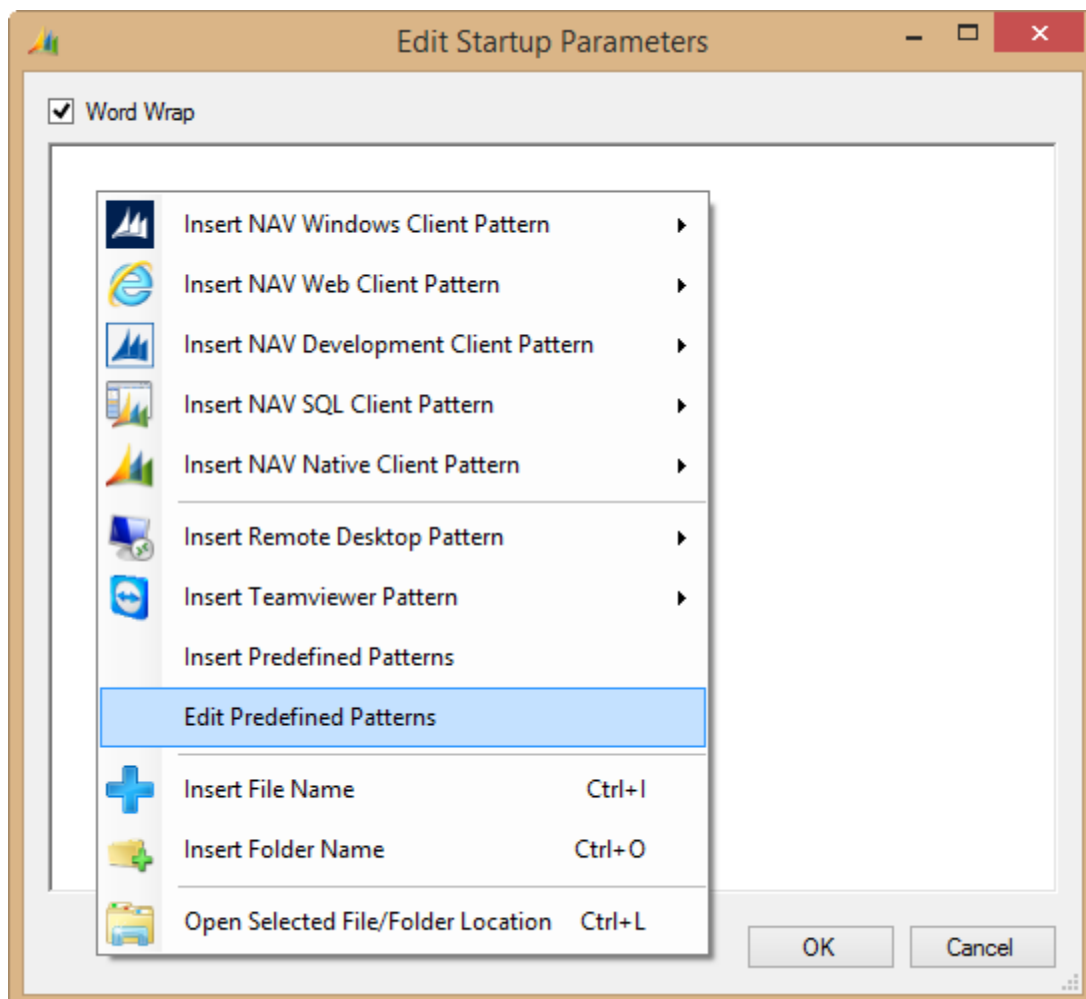 Edit Startup Parameters
Word Wrap
Insert NAV Windows Client Pattern
Insert NAV Web Client Pattern
Insert NAV Development Client Pattern
Insert NAV SQL Client Pattern
Insert NAV Native Client Pattern
Insert Remote Desktop Pattern
Insert Teamviewer Pattern
Insert Predefined Patterns
Edit Predefined Patterns
Insert File Name Ctrl+I
Insert Folder Name Ctrl+O
Open Selected File/Folder Location Ctrl+L
OK Cancel